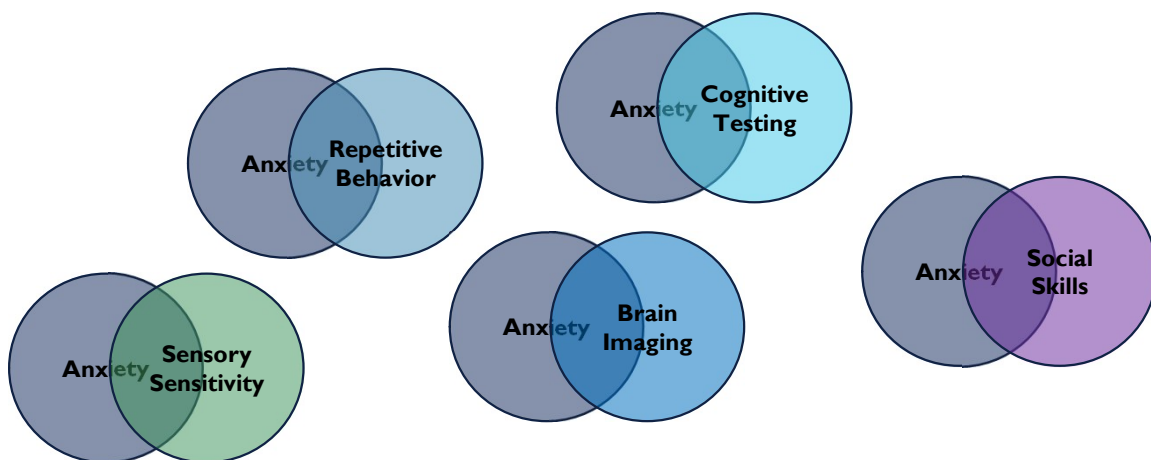 Anxiety
Cognitive
Testing
Anxiety
Repetitive
Behavior
Anxiety
Social
Skills
Anxiety
Brain
Imaging
Anxiety
Sensory
Sensitivity